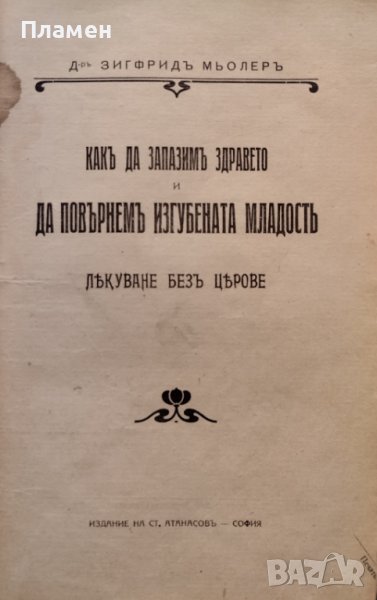 Пламен
Д-ръ ЗИГФРИДЪ МЬОЛЕРЪ
КАКЪ ДА ЗАПАЗИМЪ ЗДРАВЕТО
И
ДА ПОВЪРНЕМЪ ИЗГУБЕНАТА МЛАДОСТЬ
ЛѢКУВАНЕ БЕЗЪ ЦѢРОВЕ
ИЗДАНИЕ НА СТ. АТАНАСОВЪ — СОФИЯ
BAZAR